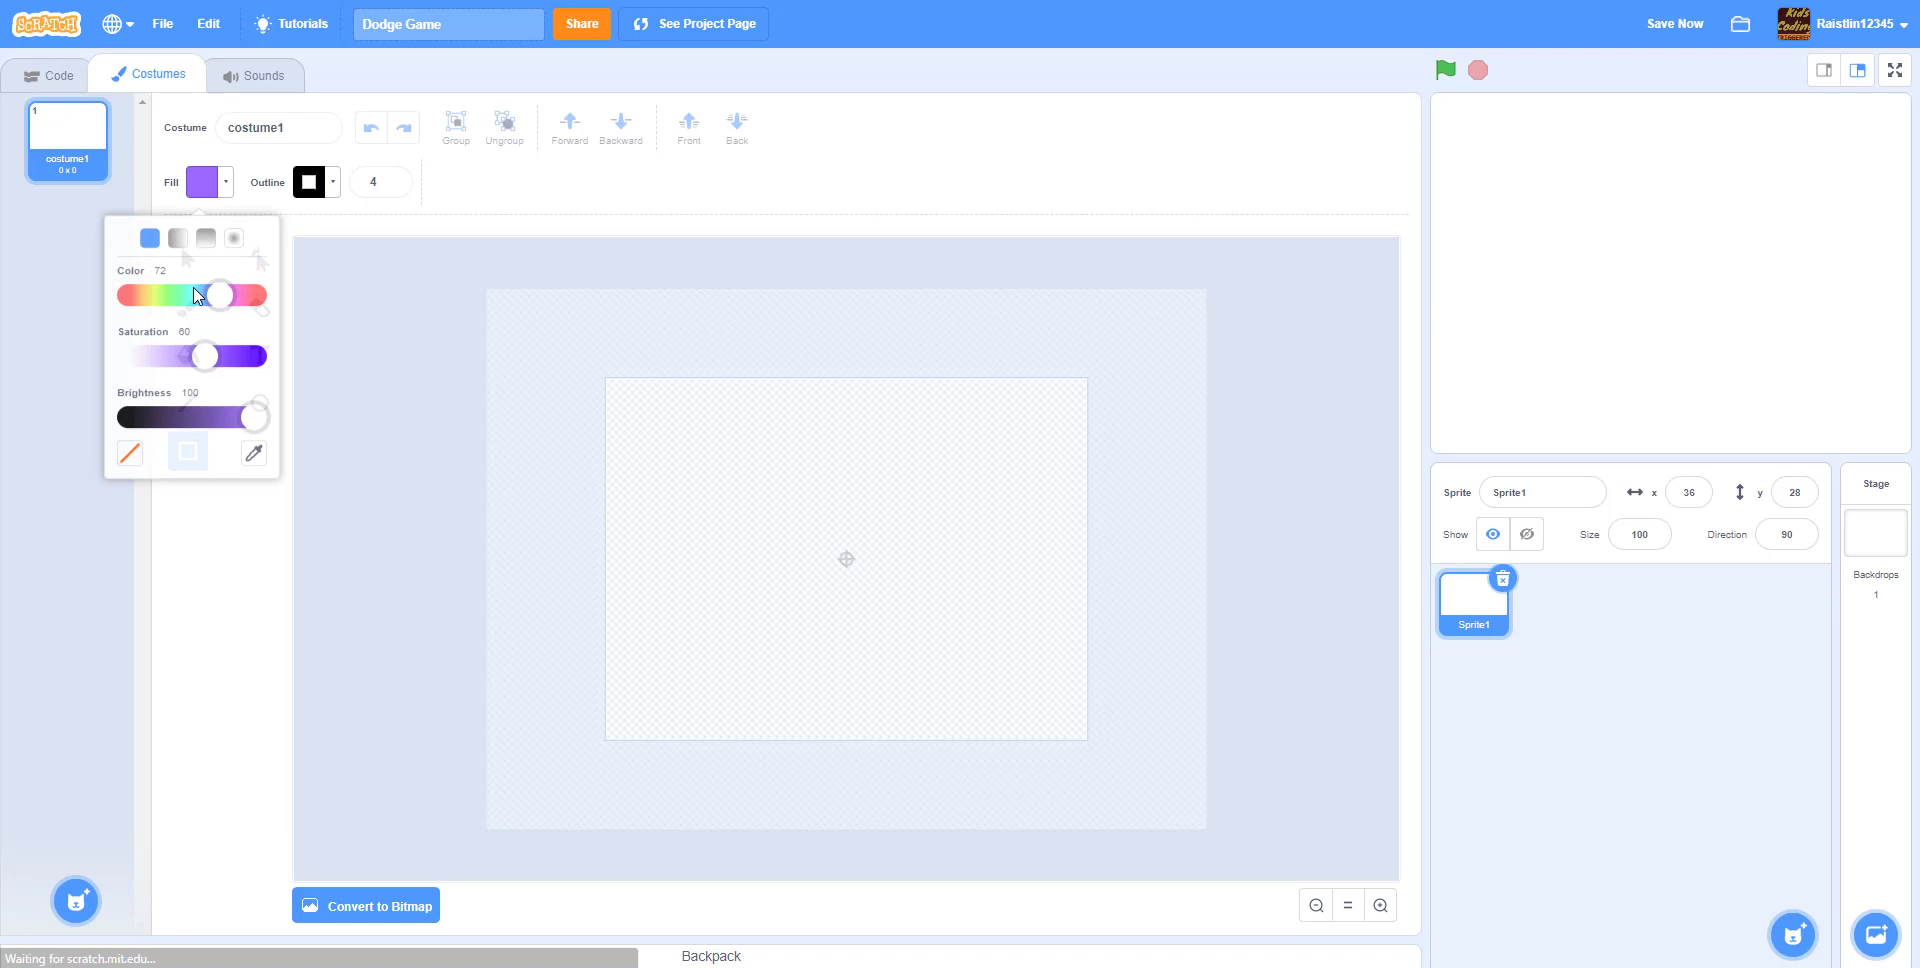 SCRATCH
File
Edit
Tutorials
Dodge Game
Share
See Project Page
Save Now
Kids
Coding
TRIGGERED
Raistlin12345
Code
Costumes
Sounds
1
costume1
0 x 0
Costume
costume1
Group
Ungroup
Forward
Backward
Front
Back
Fill
Outline
4
Color 72
Saturation 60
Brightness 100
Convert to Bitmap
Backpack
Waiting for scratch.mit.edu...
Sprite
Sprite1
x
36
y
28
Show
Size
100
Direction
90
Sprite1
Stage
Backdrops
1